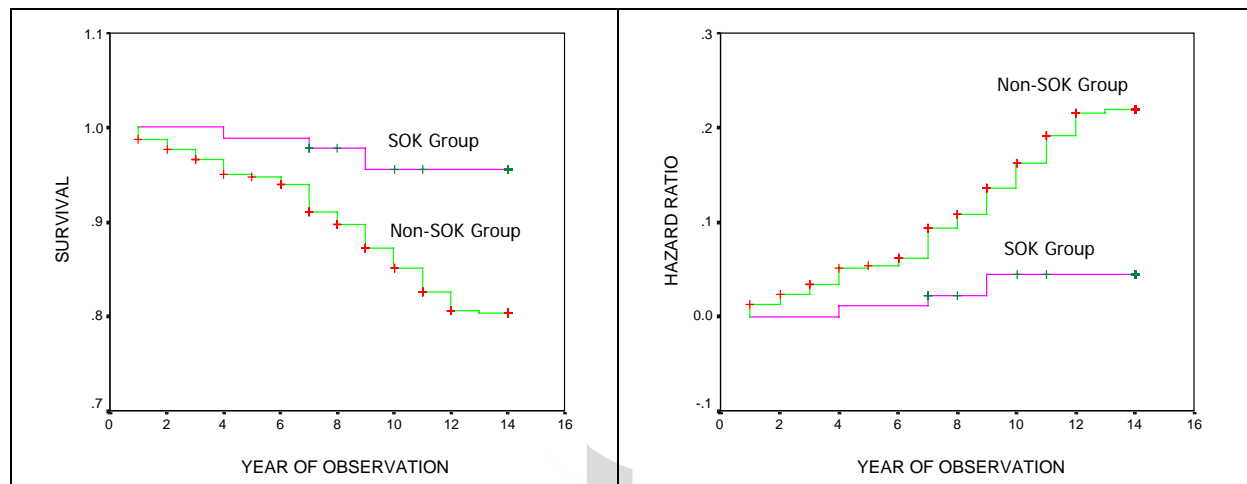 1.1
1.0
.9
.8
.7
SURVIVAL
SOK Group
Non-SOK Group
0 2 4 6 8 10 12 14 16
YEAR OF OBSERVATION
.3
.2
.1
0.0
-.1
HAZARD RATIO
Non-SOK Group
SOK Group
0 2 4 6 8 10 12 14 16
YEAR OF OBSERVATION